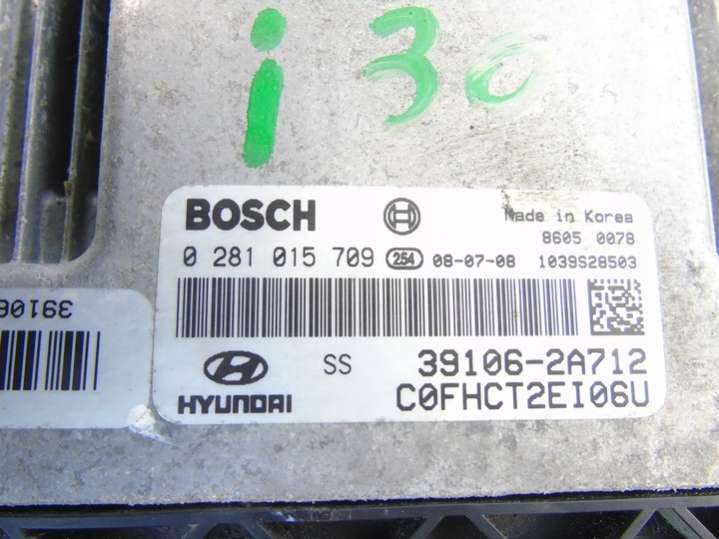 i30
BOSCH
Made in Korea
8605 0078
0 281 015 709 254 08-07-08 1039S28503
39106
SS 39106-2A712
HYUNDAI C0FHCT2EI06U